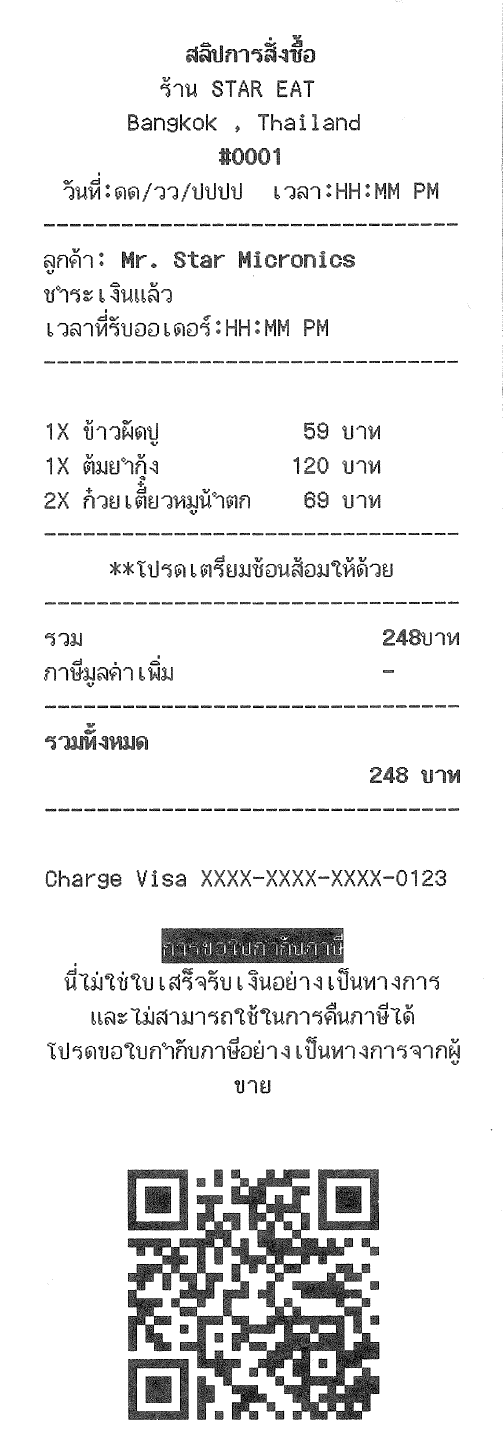 สลิปการสั่งซื้อ
ร้าน STAR EAT
Bangkok , Thailand
#0001
วันที่:ดด/วว/ปปปป เวลา:HH:MM PM
ลูกค้า: Mr. Star Micronics
ชำระเงินแล้ว
เวลาที่รับออเดอร์:HH:MM PM
1X ข้าวผัดปู 59 บาท
1X ต้มยำกุ้ง 120 บาท
2X ก๋วยเตี๋ยวหมูน้ำตก 69 บาท
**โปรดเตรียมช้อนส้อมให้ด้วย
รวม 248บาท
ภาษีมูลค่าเพิ่ม -
รวมทั้งหมด
248 บาท
Charge Visa XXXX-XXXX-XXXX-0123
การขอใบกำกับภาษี
นี่ไม่ใช่ใบเสร็จรับเงินอย่างเป็นทางการ
และไม่สามารถใช้ในการคืนภาษีได้
โปรดขอใบกำกับภาษีอย่างเป็นทางการจากผู้
ขาย